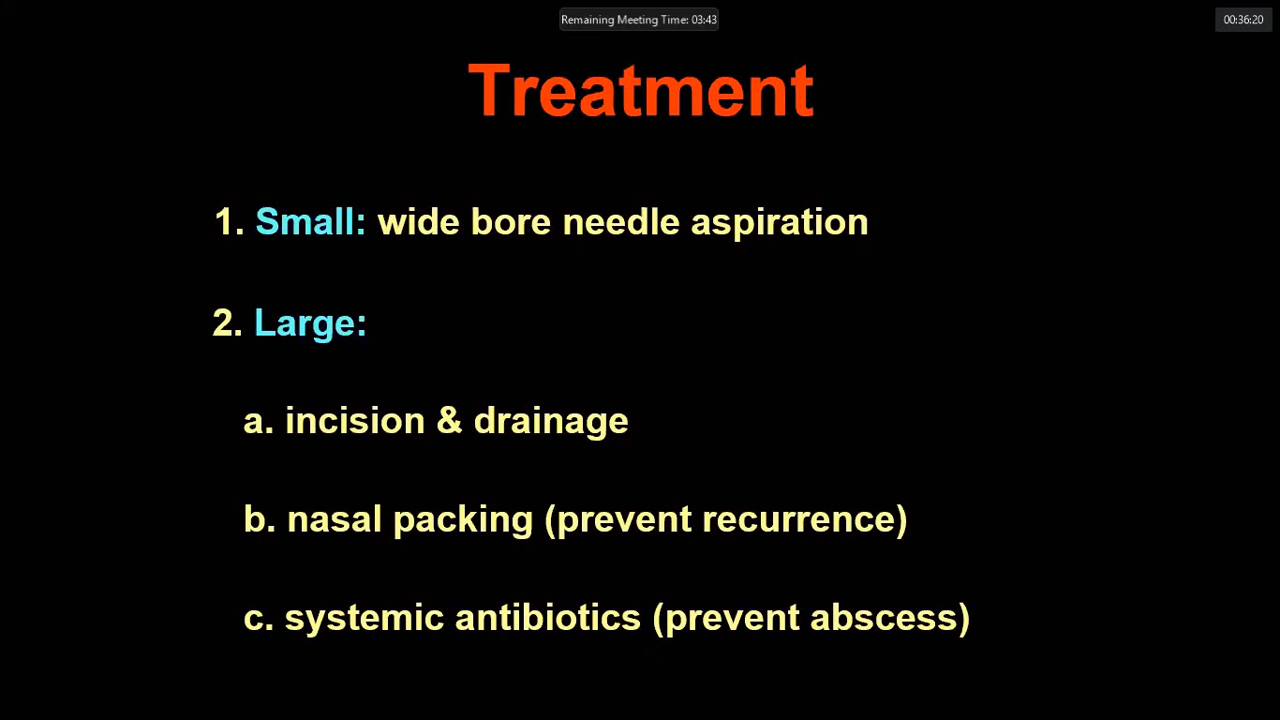 Remaining Meeting Time: 03:43
00:36:20
Treatment
1. Small: wide bore needle aspiration
2. Large:
a. incision & drainage
b. nasal packing (prevent recurrence)
c. systemic antibiotics (prevent abscess)